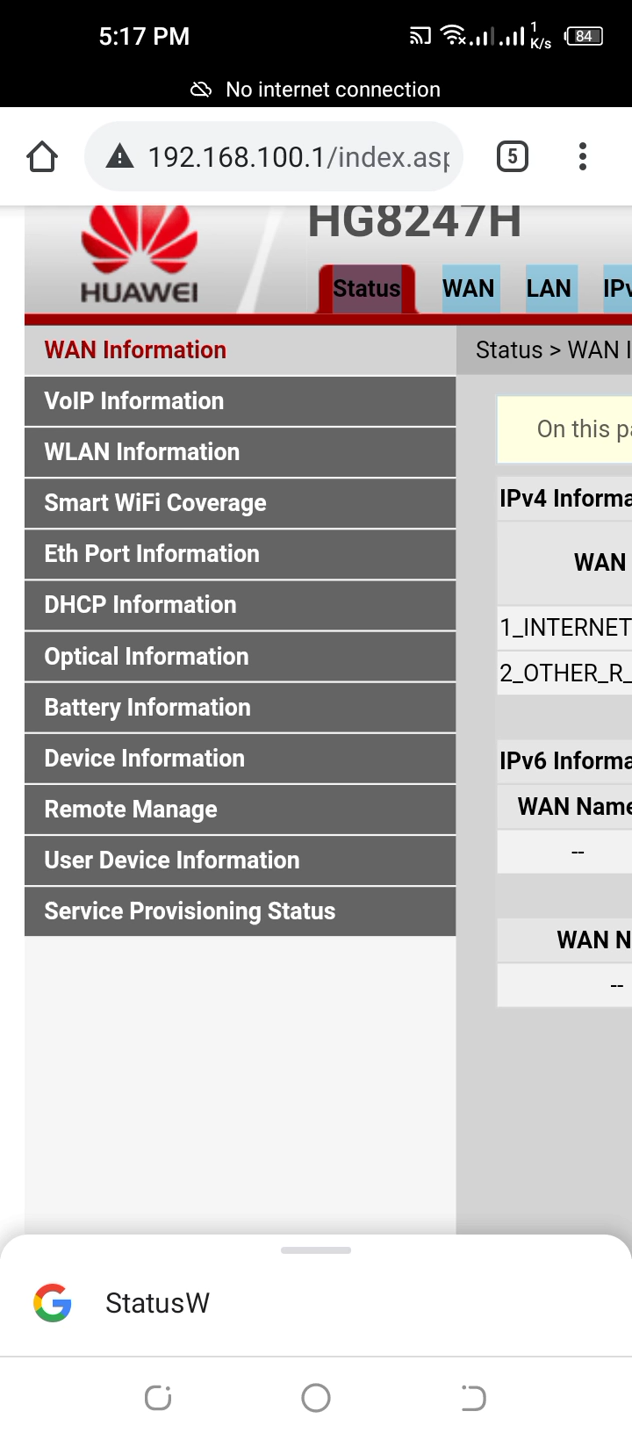 5:17 PM
1
K/s
84
No internet connection
192.168.100.1/index.asp
5
HG8247H
HUAWEI
Status
WAN
LAN
IPv
WAN Information
Status > WAN I
VoIP Information
WLAN Information
Smart WiFi Coverage
Eth Port Information
DHCP Information
Optical Information
Battery Information
Device Information
Remote Manage
User Device Information
Service Provisioning Status
On this pa
IPv4 Informa
WAN
1_INTERNET
2_OTHER_R_
IPv6 Informa
WAN Name
--
WAN N
--
StatusW